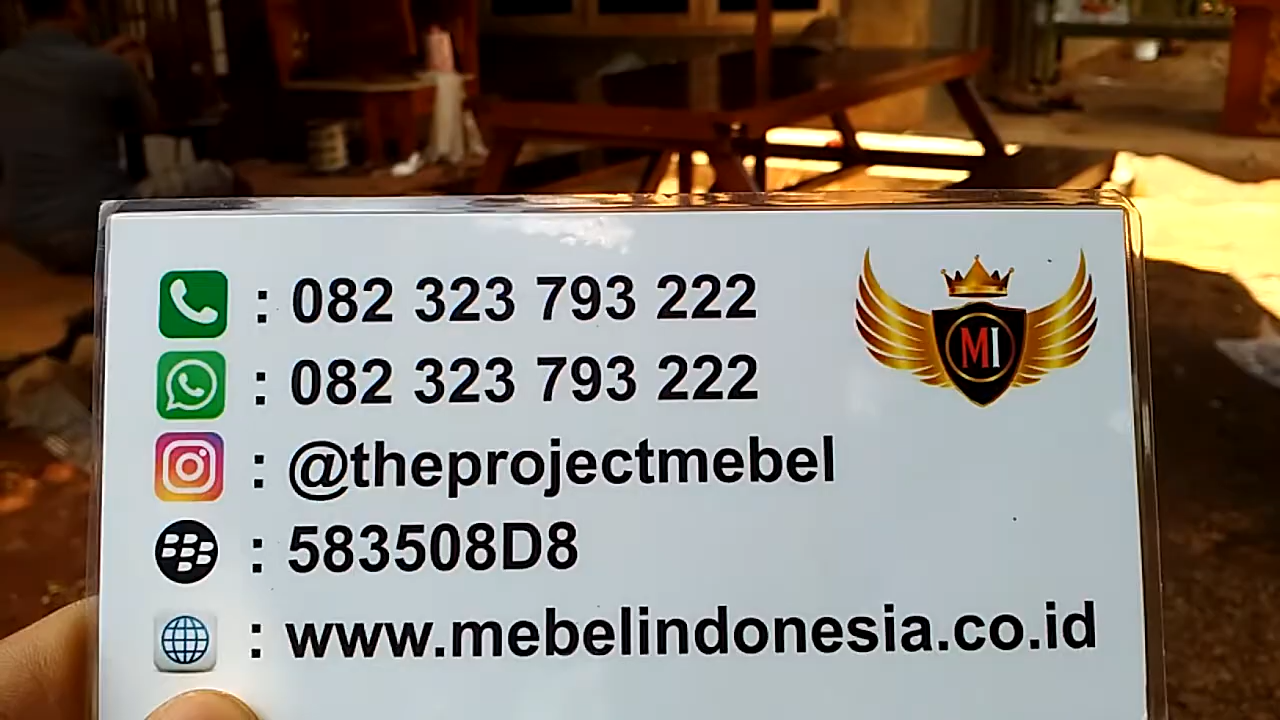 : 082 323 793 222
: 082 323 793 222
: @theprojectmebel
: 583508D8
: www.mebelindonesia.co.id
MI